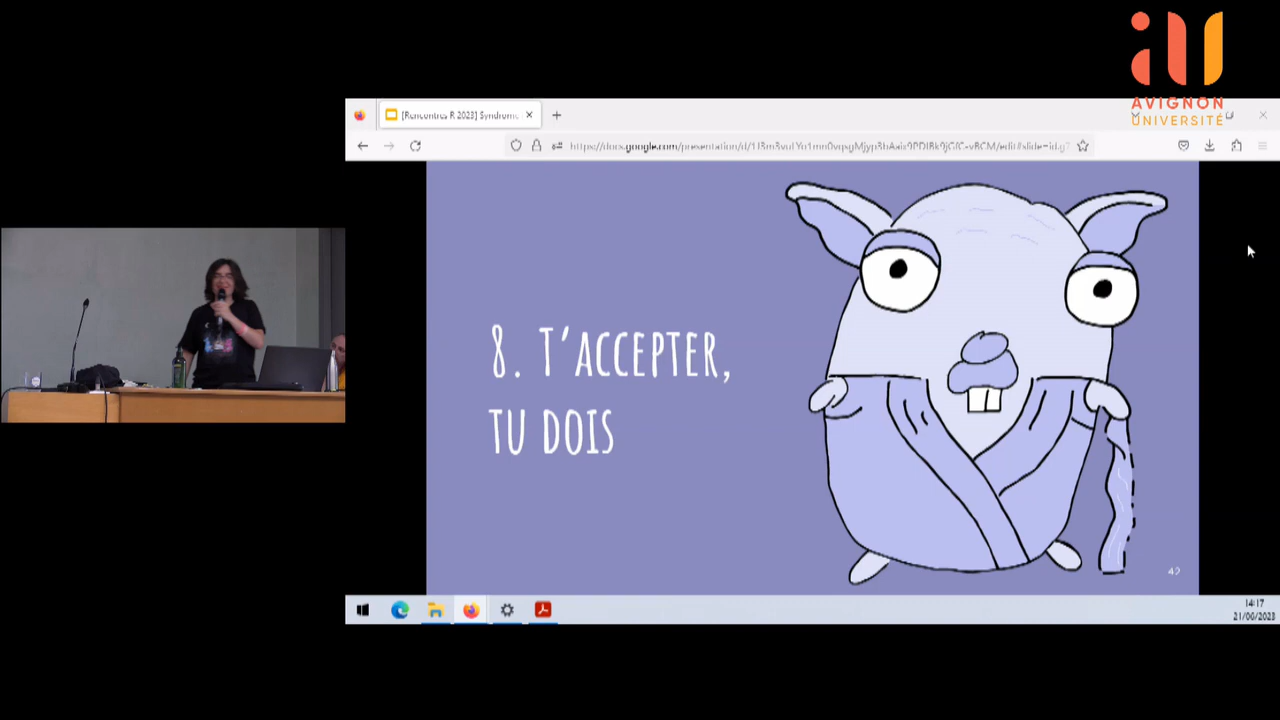 AVIGNON
UNIVERSITÉ
[Rencontres R 2023] Syndrome
8. T'ACCEPTER,
TU DOIS
42
14:17
21/06/2023